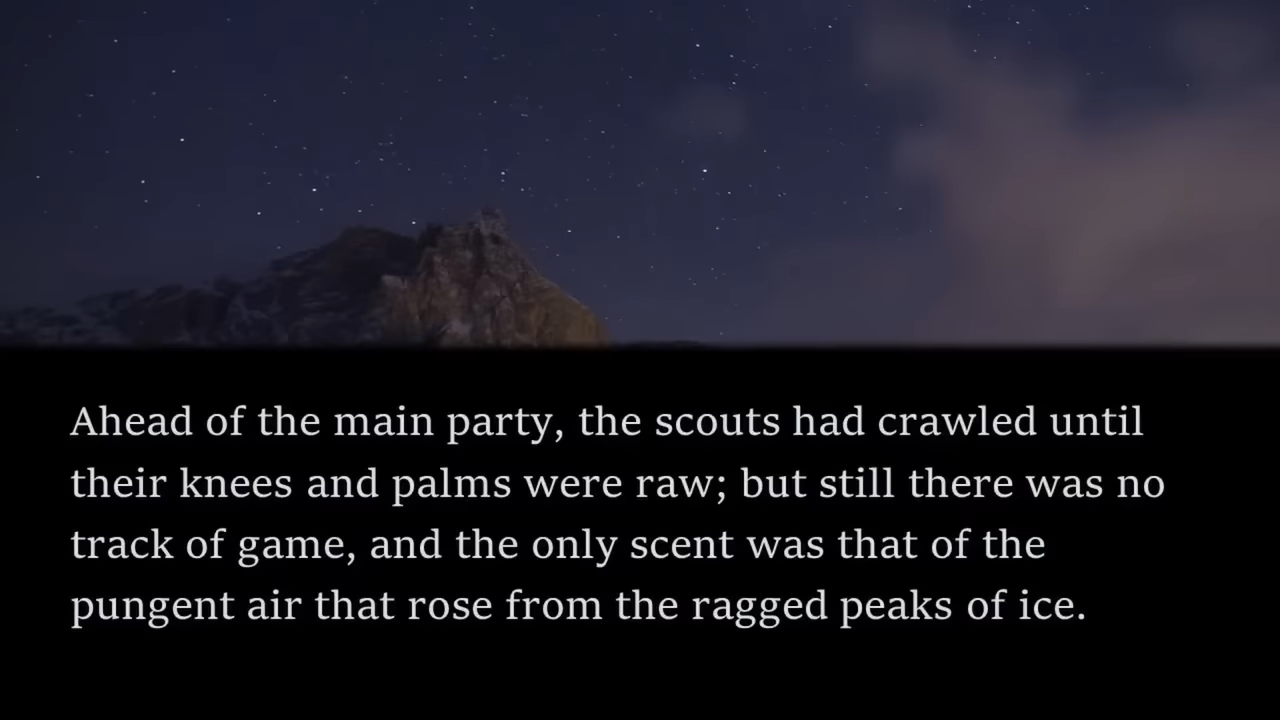 Ahead of the main party, the scouts had crawled until
their knees and palms were raw; but still there was no
track of game, and the only scent was that of the
pungent air that rose from the ragged peaks of ice.